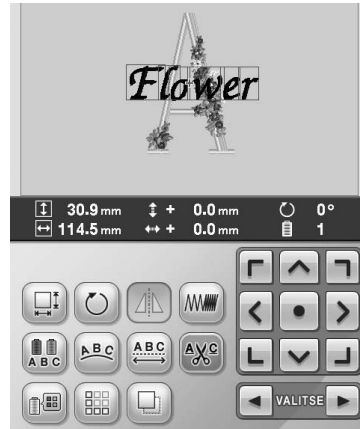 Flower
30.9 mm + 0.0 mm 0°
114.5 mm + 0.0 mm 1
A B C A B C A B C A C
VALITSE